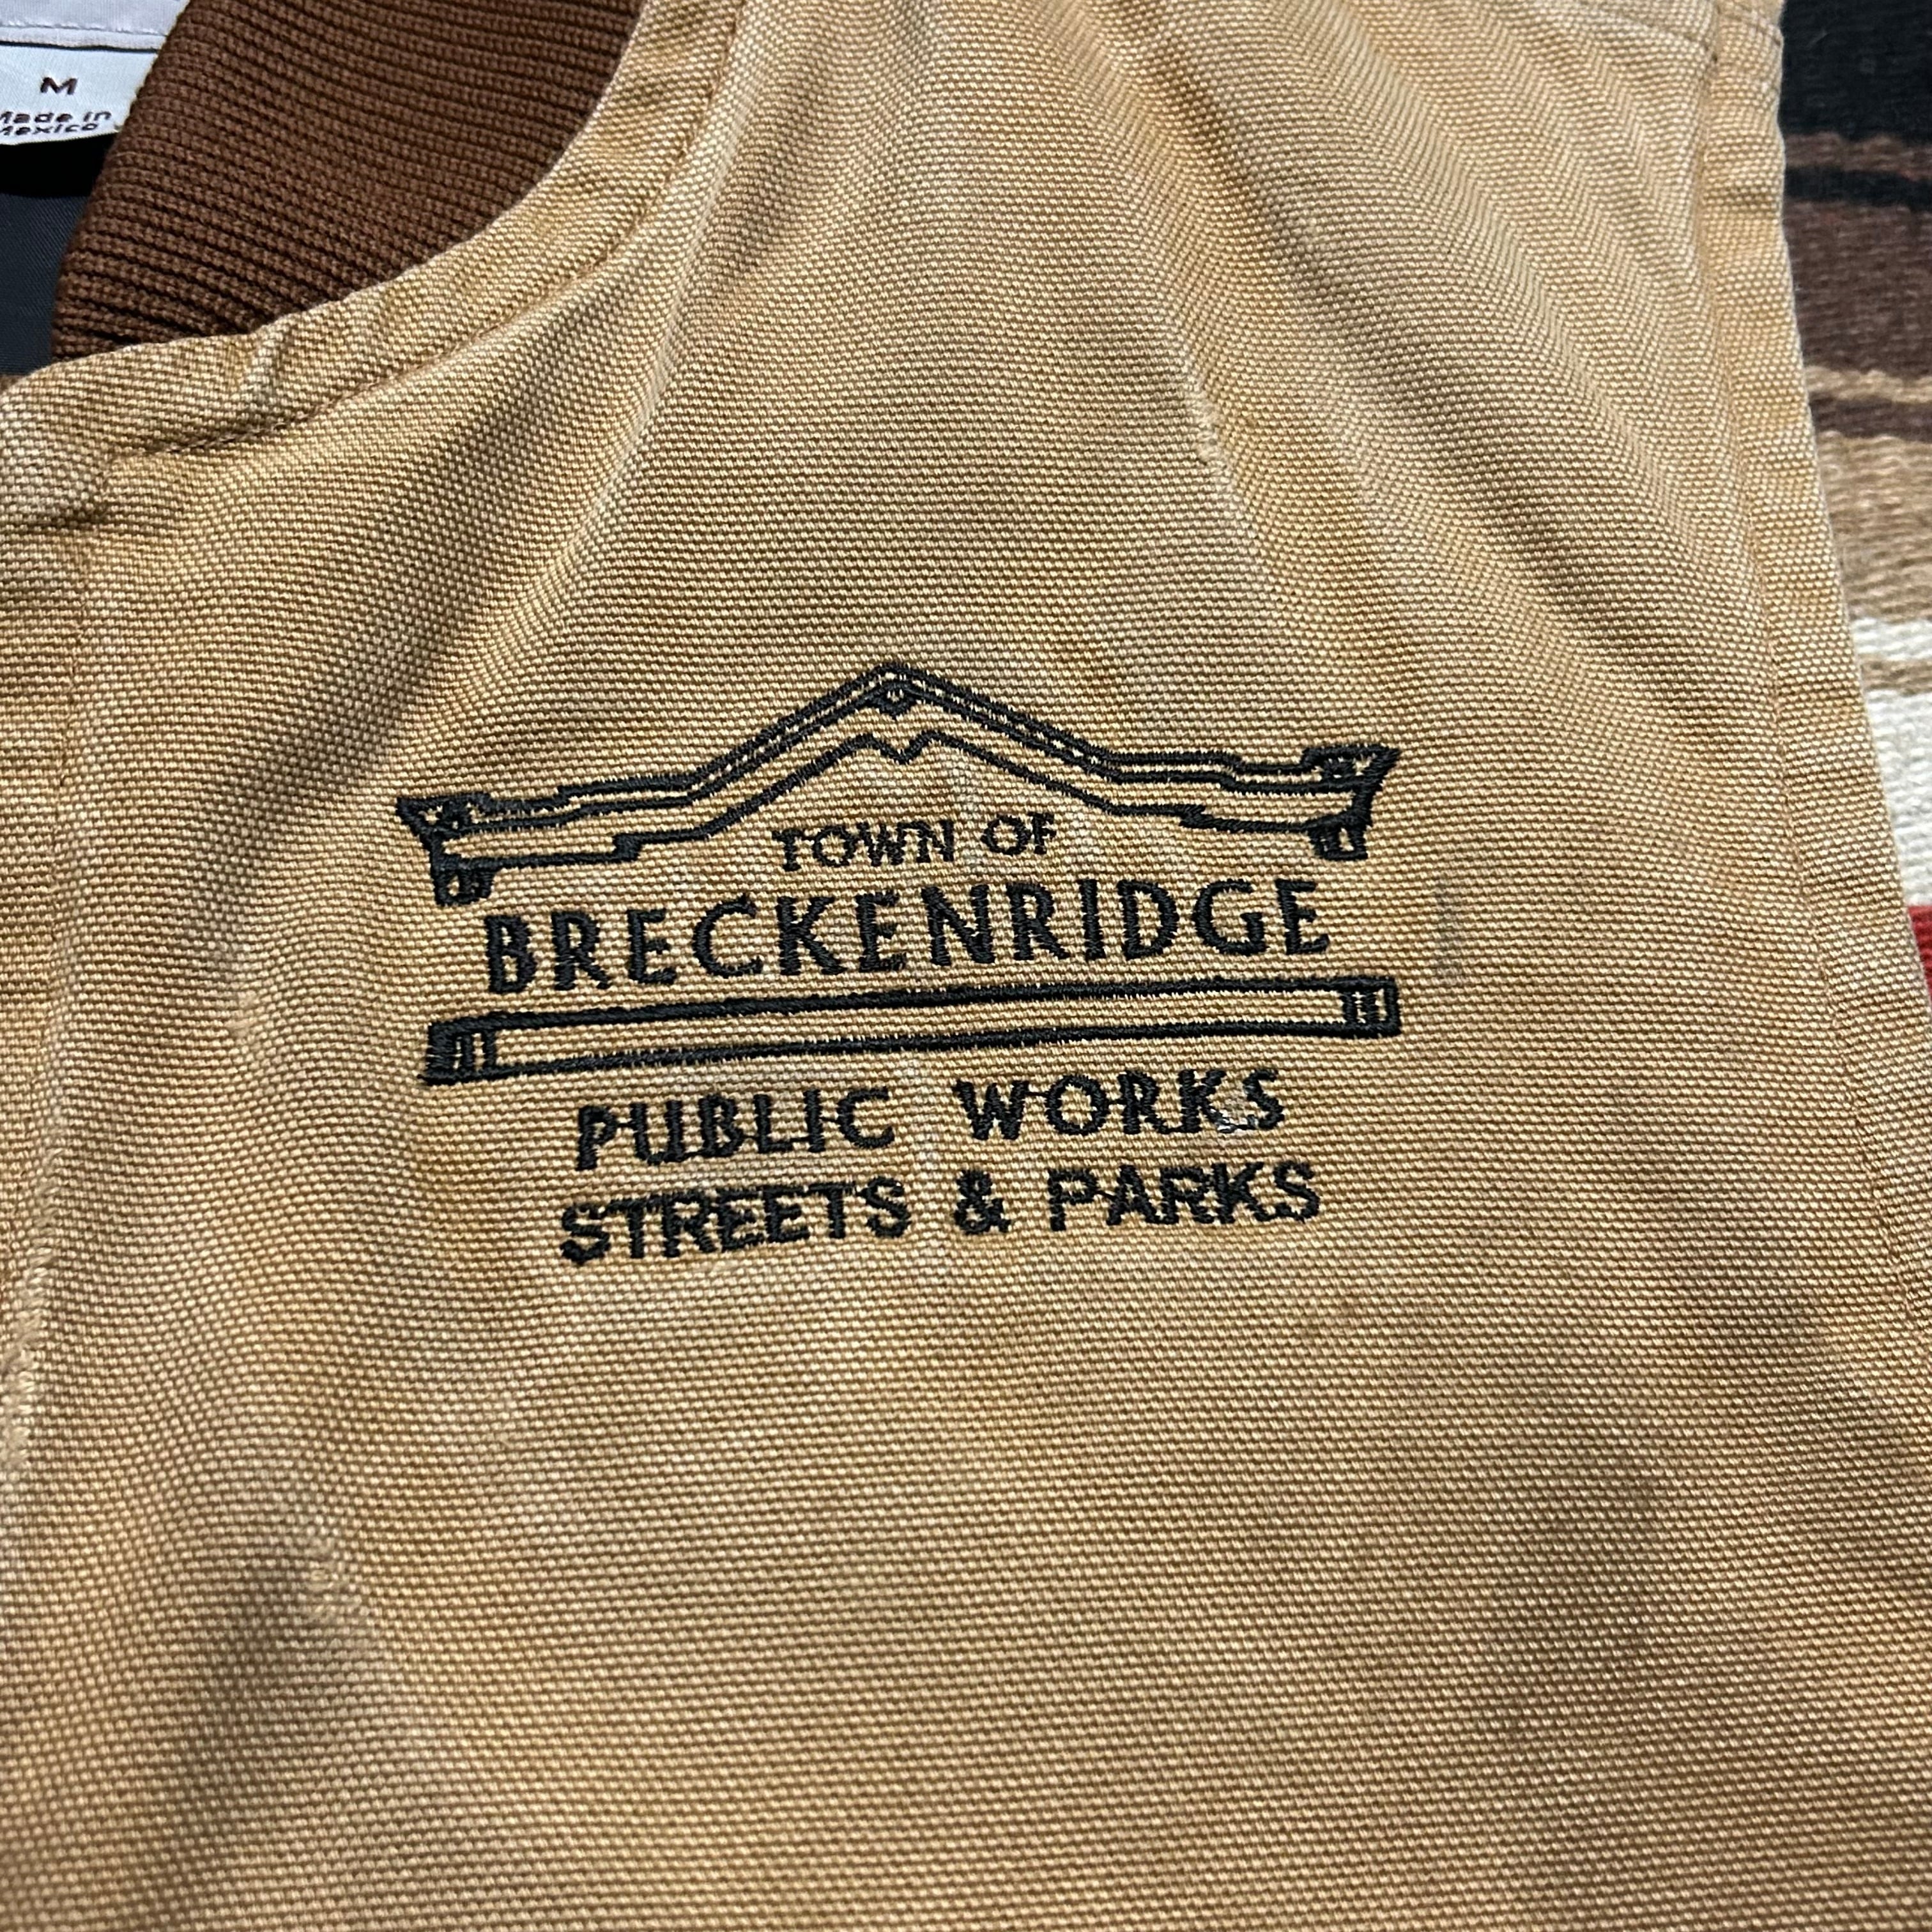 M
Made in
Mexico
TOWN OF
BRECKENRIDGE
PUBLIC WORKS
STREETS & PARKS